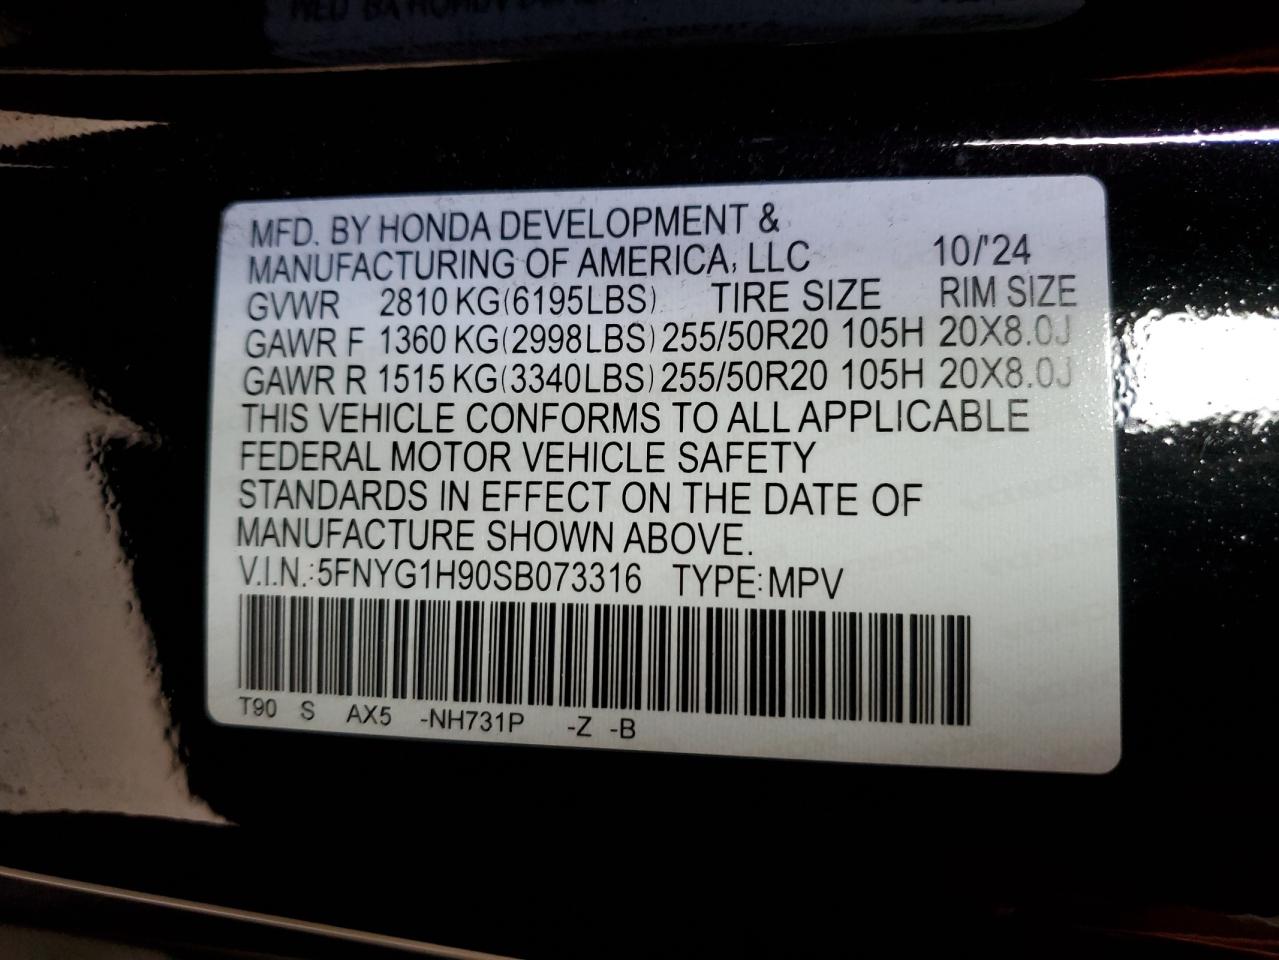 MFD. BY HONDA DEVELOPMENT &
MANUFACTURING OF AMERICA, LLC 10/'24
GVWR 2810 KG(6195LBS) TIRE SIZE RIM SIZE
GAWR F 1360 KG(2998LBS) 255/50R20 105H 20X8.0J
GAWR R 1515 KG(3340LBS) 255/50R20 105H 20X8.0J
THIS VEHICLE CONFORMS TO ALL APPLICABLE
FEDERAL MOTOR VEHICLE SAFETY
STANDARDS IN EFFECT ON THE DATE OF
MANUFACTURE SHOWN ABOVE.
V.I.N.:5FNYG1H90SB073316 TYPE:MPV
T90 S AX5 -NH731P -Z -B